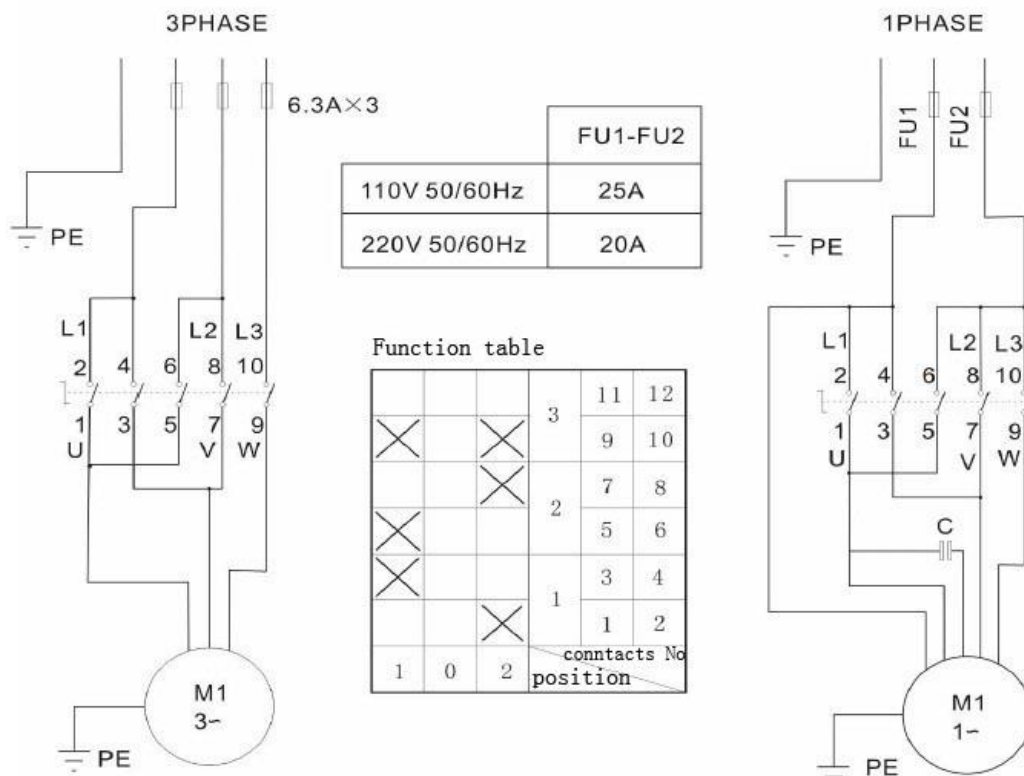 3PHASE
1PHASE
6.3A×3
FU1-FU2
110V 50/60Hz 25A
220V 50/60Hz 20A
FU1
FU2
PE
PE
L1 L2 L3
2 4 6 8 10
1 3 5 7 9
U V W
M1
3~
PE
Function table
3 11 12
9 10
2 7 8
5 6
1 3 4
1 2
conntacts No
1 0 2 position
L1 L2 L3
2 4 6 8 10
1 3 5 7 9
U V W
C
M1
1~
PE